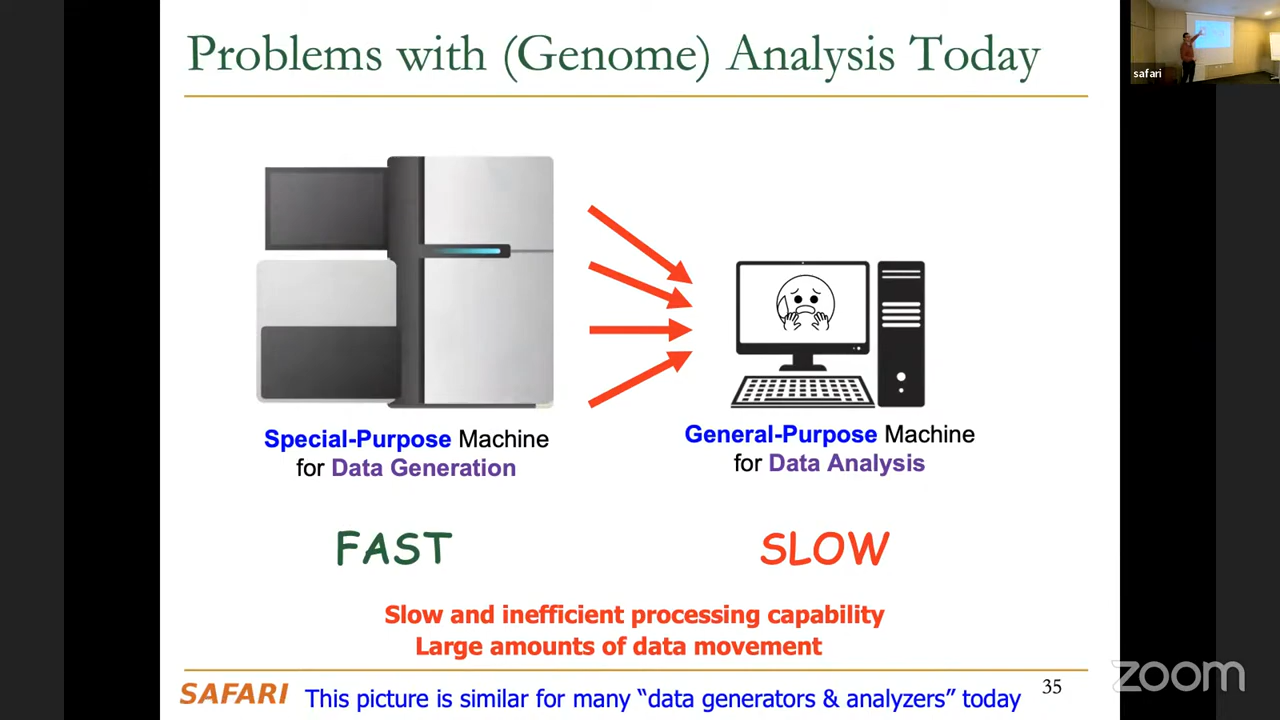 Problems with (Genome) Analysis Today
safari
Special-Purpose Machine
for Data Generation
General-Purpose Machine
for Data Analysis
FAST
SLOW
Slow and inefficient processing capability
Large amounts of data movement
SAFARI
This picture is similar for many “data generators & analyzers” today
35
zoom